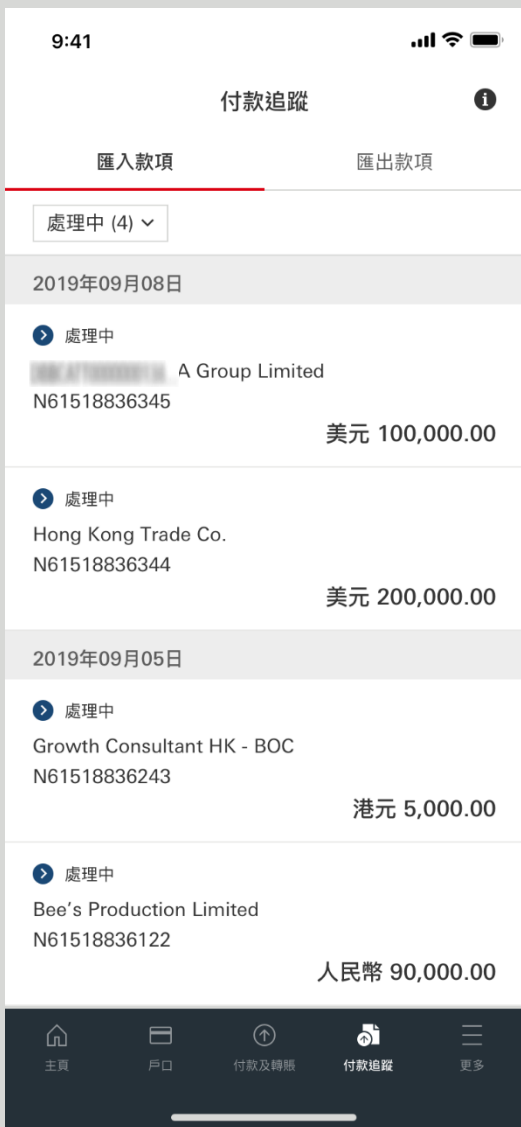 9:41
付款追蹤
匯入款項
匯出款項
處理中 (4)
2019年09月08日
處理中
A Group Limited
N61518836345
美元 100,000.00
處理中
Hong Kong Trade Co.
N61518836344
美元 200,000.00
2019年09月05日
處理中
Growth Consultant HK - BOC
N61518836243
港元 5,000.00
處理中
Bee's Production Limited
N61518836122
人民幣 90,000.00
主頁
戶口
付款及轉賬
付款追蹤
更多